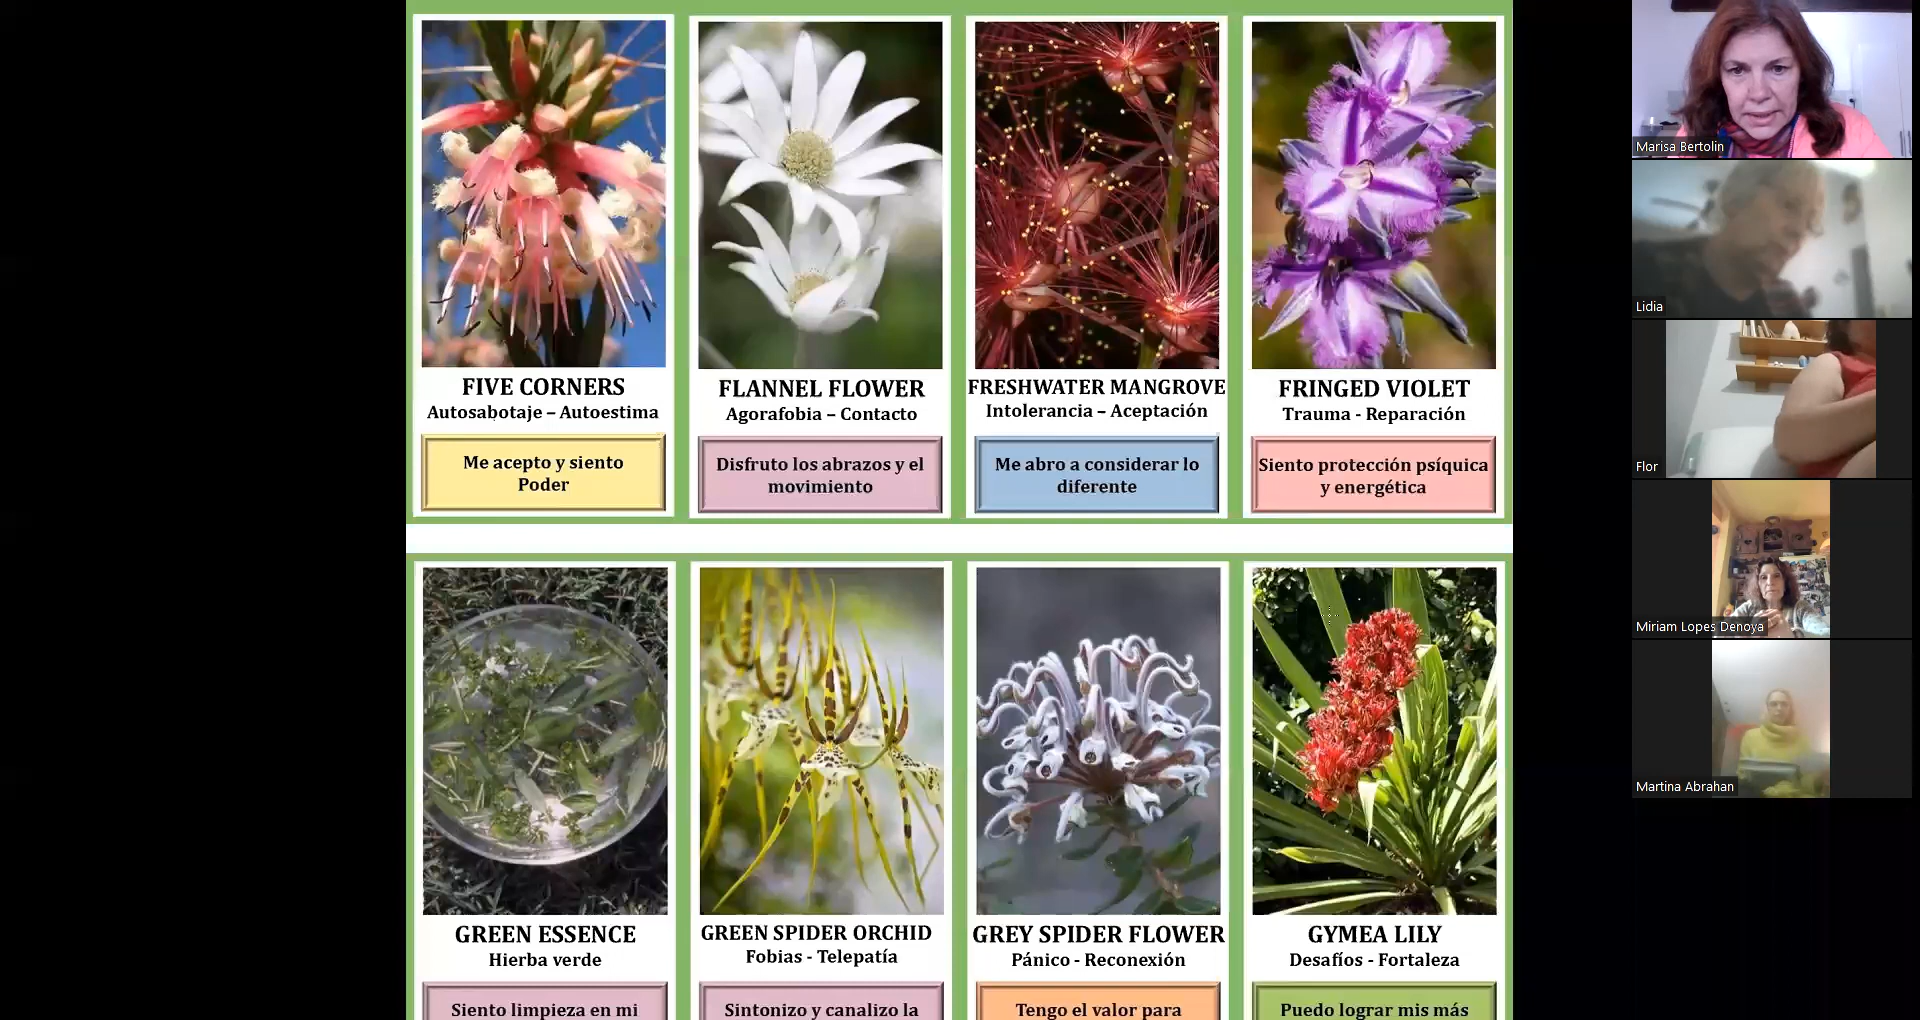 FIVE CORNERS
Autosabotaje – Autoestima
Me acepto y siento
Poder
FLANNEL FLOWER
Agorafobia – Contacto
Disfruto los abrazos y el
movimiento
FRESHWATER MANGROVE
Intolerancia – Aceptación
Me abro a considerar lo
diferente
FRINGED VIOLET
Trauma - Reparación
Siento protección psíquica
y energética
GREEN ESSENCE
Hierba verde
Siento limpieza en mi
GREEN SPIDER ORCHID
Fobias - Telepatía
Sintonizo y canalizo la
GREY SPIDER FLOWER
Pánico - Reconexión
Tengo el valor para
GYMEA LILY
Desafíos - Fortaleza
Puedo lograr mis más
Marisa Bertolin
Lidia
Flor
Miriam Lopes Denoya
Martina Abrahan